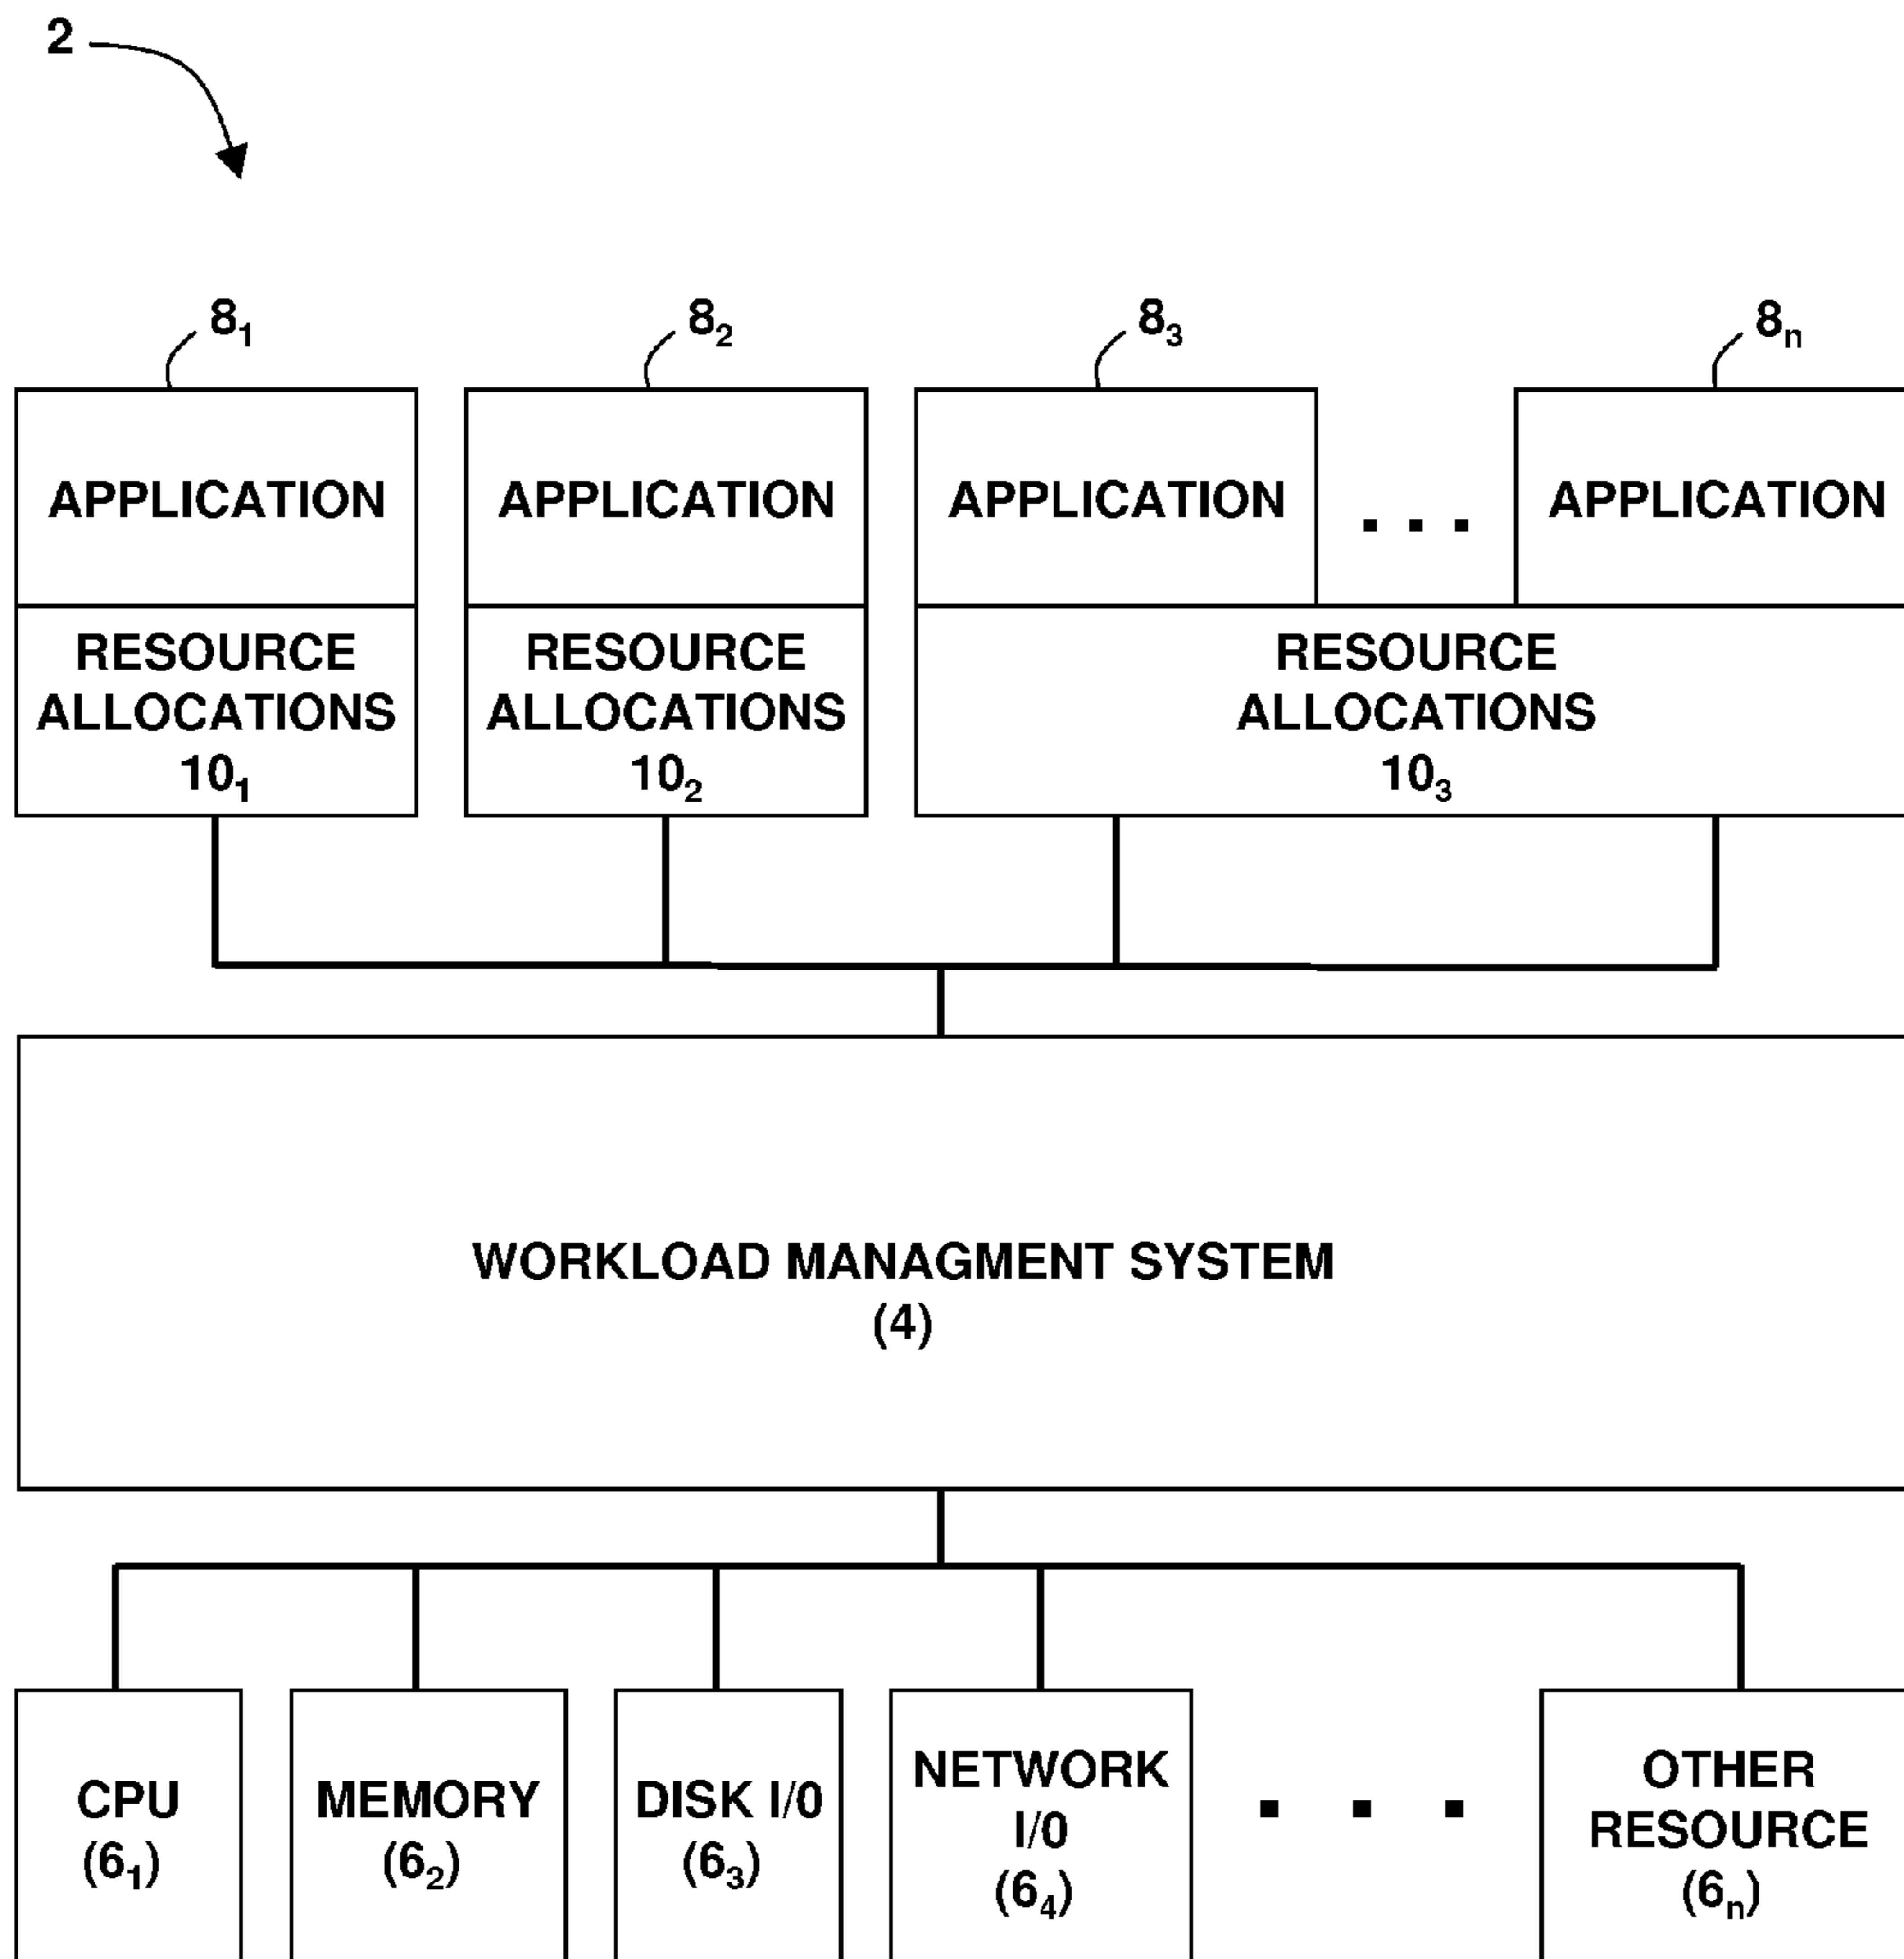 2
8₁
8₂
8₃
8ₙ
APPLICATION
APPLICATION
APPLICATION
. . .
APPLICATION
RESOURCE
ALLOCATIONS
10₁
RESOURCE
ALLOCATIONS
10₂
RESOURCE
ALLOCATIONS
10₃
WORKLOAD MANAGMENT SYSTEM
(4)
CPU
(6₁)
MEMORY
(6₂)
DISK I/0
(6₃)
NETWORK
I/0
(6₄)
. . .
OTHER
RESOURCE
(6ₙ)